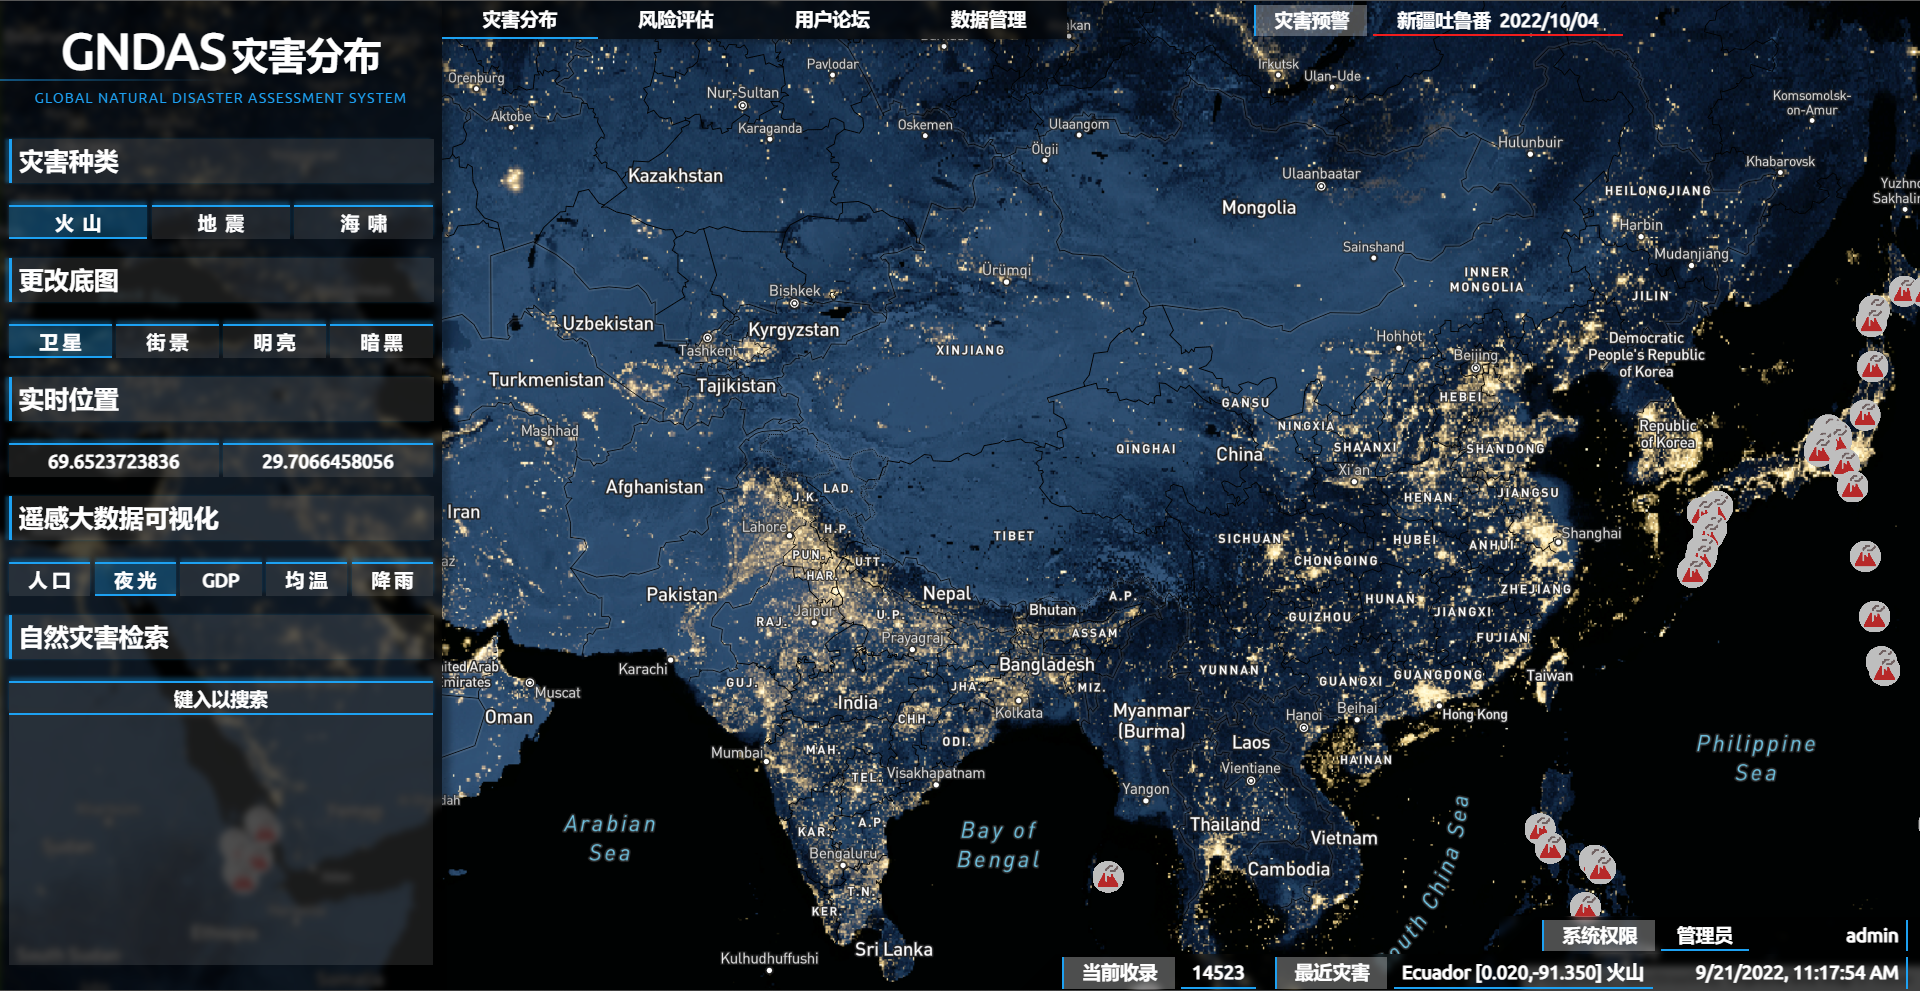 灾害分布 风险评估 用户论坛 数据管理
灾害预警 新疆吐鲁番 2022/10/04
GNDAS灾害分布
GLOBAL NATURAL DISASTER ASSESSMENT SYSTEM
灾害种类
火山 地震 海啸
更改底图
卫星 街景 明亮 暗黑
实时位置
69.6523723836 29.7066458056
遥感大数据可视化
人口 夜光 GDP 均温 降雨
自然灾害检索
键入以搜索
Orenburg
Pavlodar
Irkutsk
Ulan-Ude
Nur-Sultan
Komsomolsk-
on-Amur
Aktobe
Karaganda
Oskemen
Ulaangom
Ölgii
Hulunbuir
Khabarovsk
Kazakhstan
Ulaanbaatar
HEILONGJIANG
Yuzhno
Sakhalin
Mongolia
Harbin
Sainshand
Mudanjiang
Ürümqi
INNER
MONGOLIA
Bishkek
JILIN
Uzbekistan
Kyrgyzstan
Hohhot
Democratic
People's Republic
of Korea
Tashkent
XINJIANG
Beijing
Turkmenistan
Tajikistan
HEBEI
GANSU
Mashhad
NINGXIA
Republic
of Korea
QINGHAI
China
SHAANXI
SHANDONG
Xi'an
Afghanistan
LAD.
J.K.
HENAN
JIANGSU
Iran
Lahore
H.P.
TIBET
SICHUAN
HUBEI
ANHUI
Shanghai
PUN.
UTT.
CHONGQING
HAR.
Pakistan
Nepal
A.P.
HUNAN
ZHEJIANG
Jaipur
U.P.
Bhutan
GUIZHOU
JIANGXI
RAJ.
Prayagraj
ASSAM
FUJIAN
Karachi
Bangladesh
YUNNAN
GUANGXI
GUANGDONG
Taiwan
United Arab
Emirates
Muscat
GUJ.
JHA.
MIZ.
Oman
India
CHH.
Kolkata
Myanmar
(Burma)
Hanoi
Beihai
Hong Kong
Mumbai
MAH.
ODI.
Laos
HAINAN
Philippine
Sea
TEL.
Visakhapatnam
Vientiane
Yangon
Arabian
Sea
KAR.
A.P.
Bay of
Bengal
Thailand
Vietnam
South China Sea
Bengaluru
Cambodia
T.N.
KER.
Sri Lanka
Kulhudhuffushi
系统权限 管理员 admin
当前收录 14523 最近灾害 Ecuador [0.020,-91.350] 火山 9/21/2022, 11:17:54 AM